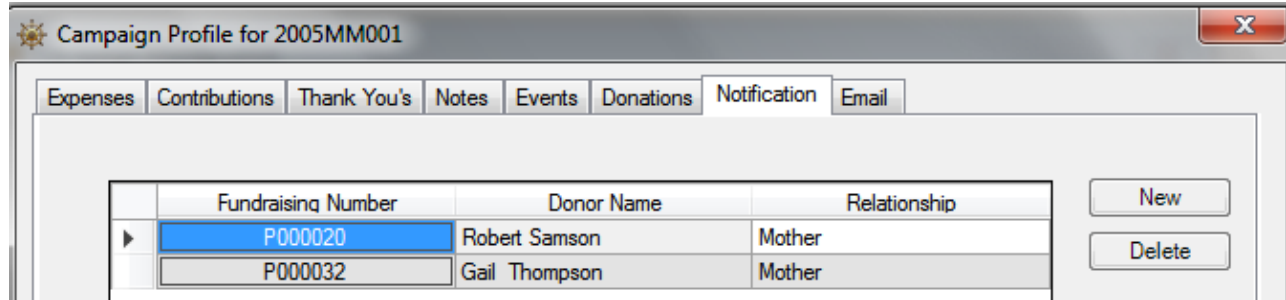 Campaign Profile for 2005MM001
Expenses Contributions Thank You's Notes Events Donations Notification Email
Fundraising Number Donor Name Relationship New
P000020 Robert Samson Mother
Delete
P000032 Gail Thompson Mother